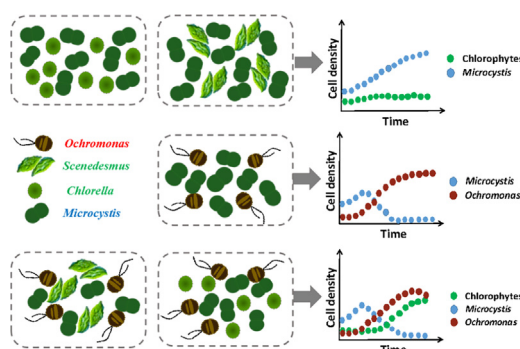 Cell density
Chlorophytes
Microcystis
Time
Ochromonas
Scenedesmus
Chlorella
Microcystis
Cell density
Microcystis
Ochromonas
Time
Cell density
Chlorophytes
Microcystis
Ochromonas
Time